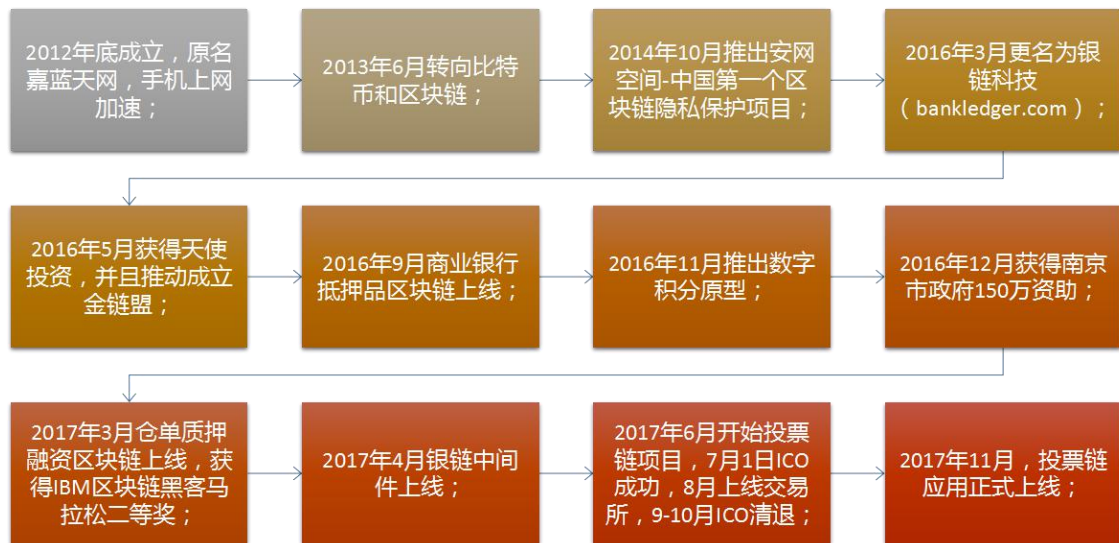 2012年底成立，原名
嘉蓝天网，手机上网
加速；
2013年6月转向比特
币和区块链；
2014年10月推出安网
空间-中国第一个区
块链隐私保护项目；
2016年3月更名为银
链科技
（bankledger.com）；
2016年5月获得天使
投资，并且推动成立
金链盟；
2016年9月商业银行
抵押品区块链上线；
2016年11月推出数字
积分原型；
2016年12月获得南京
市政府150万资助；
2017年3月仓单质押
融资区块链上线，获
得IBM区块链黑客马
拉松二等奖；
2017年4月银链中间
件上线；
2017年6月开始投票
链项目，7月1日ICO
成功，8月上线交易
所，9-10月ICO清退；
2017年11月，投票链
应用正式上线；